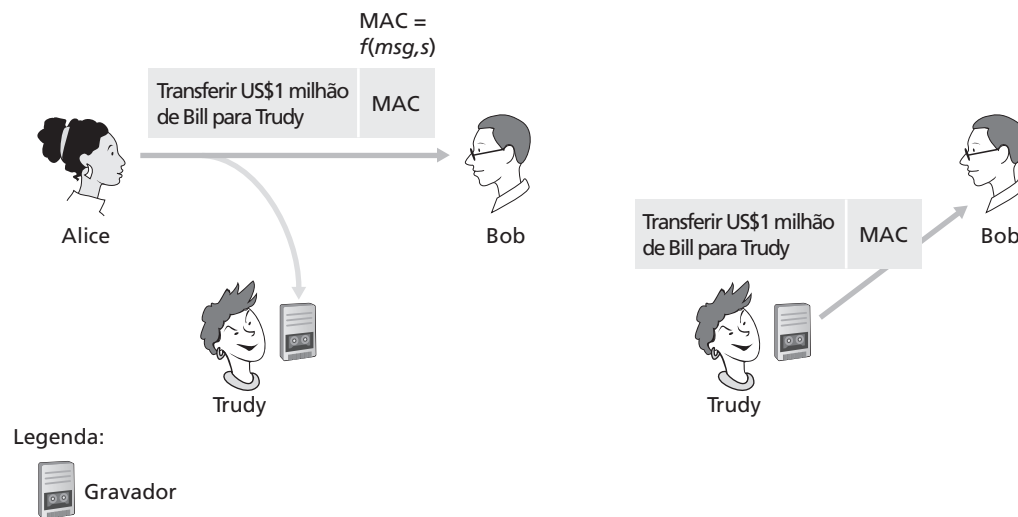 MAC =
f(msg,s)
Transferir US$1 milhão
de Bill para Trudy
MAC
Alice
Bob
Trudy
Transferir US$1 milhão
de Bill para Trudy
MAC
Bob
Trudy
Legenda:
Gravador